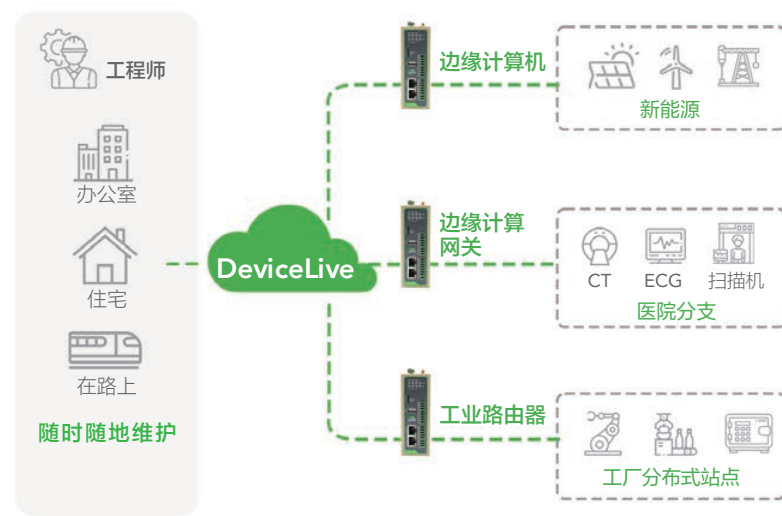 工程师
办公室
住宅
在路上
随时随地维护
DeviceLive
边缘计算机
新能源
边缘计算
网关
CT
ECG
扫描机
医院分支
工业路由器
工厂分布式站点